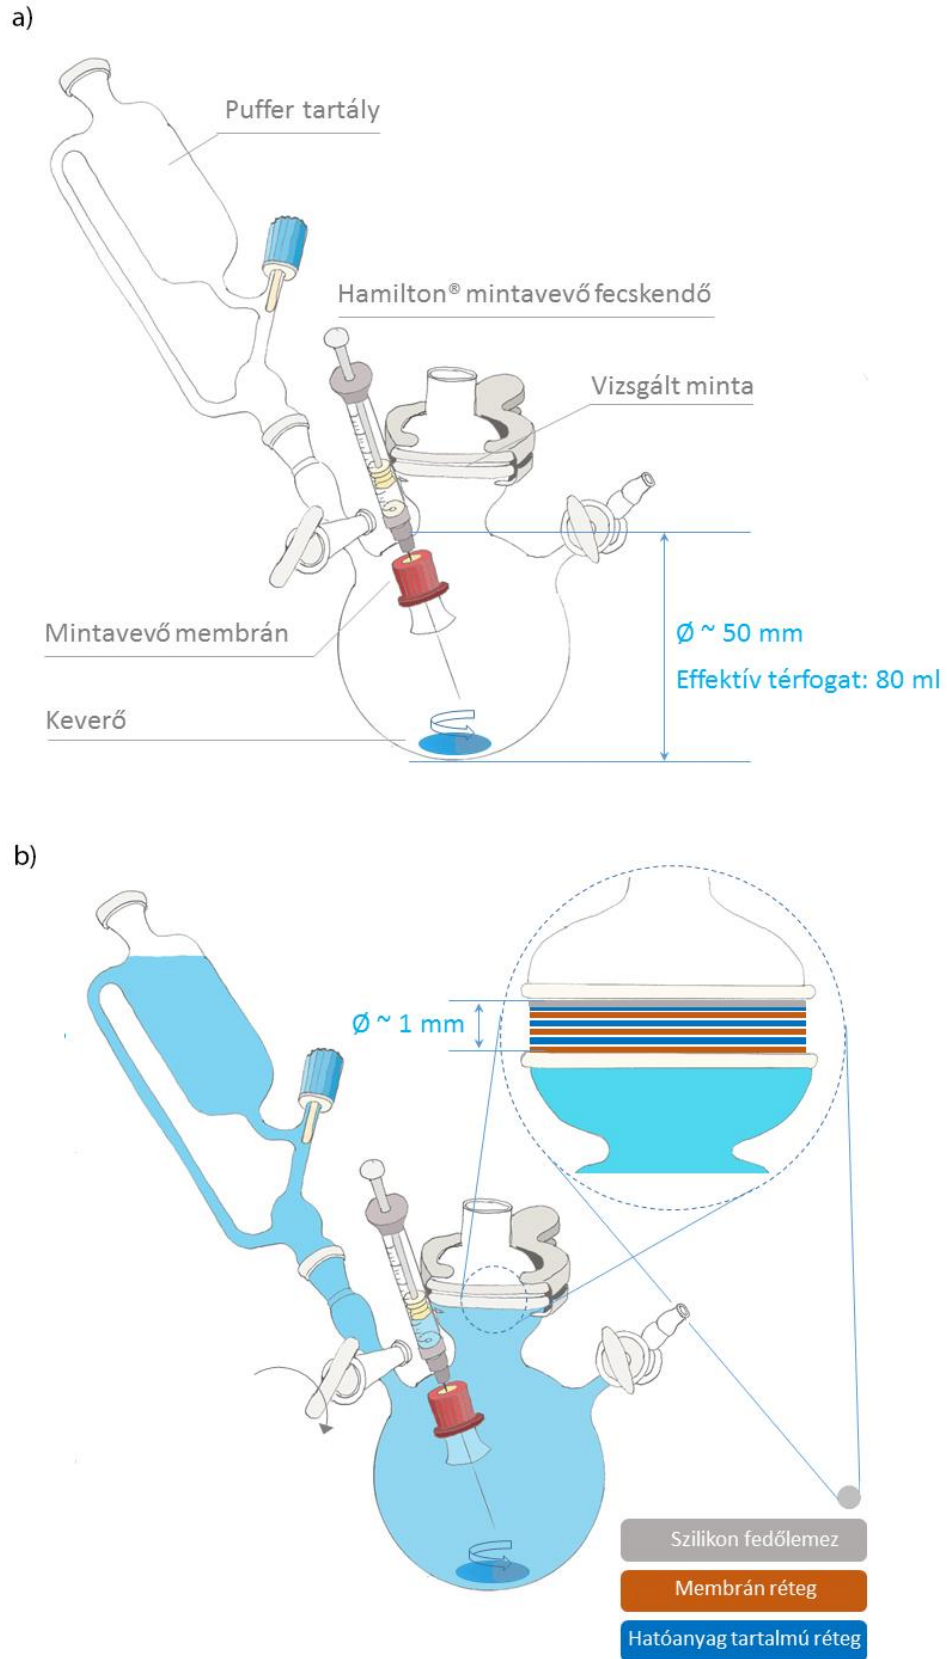 a)
Puffer tartály
Hamilton® mintavevő fecskendő
Vizsgált minta
Ø ~ 50 mm
Effektív térfogat: 80 ml
Mintavevő membrán
Keverő
b)
Ø ~ 1 mm
Szilikon fedőlemez
Membrán réteg
Hatóanyag tartalmú réteg